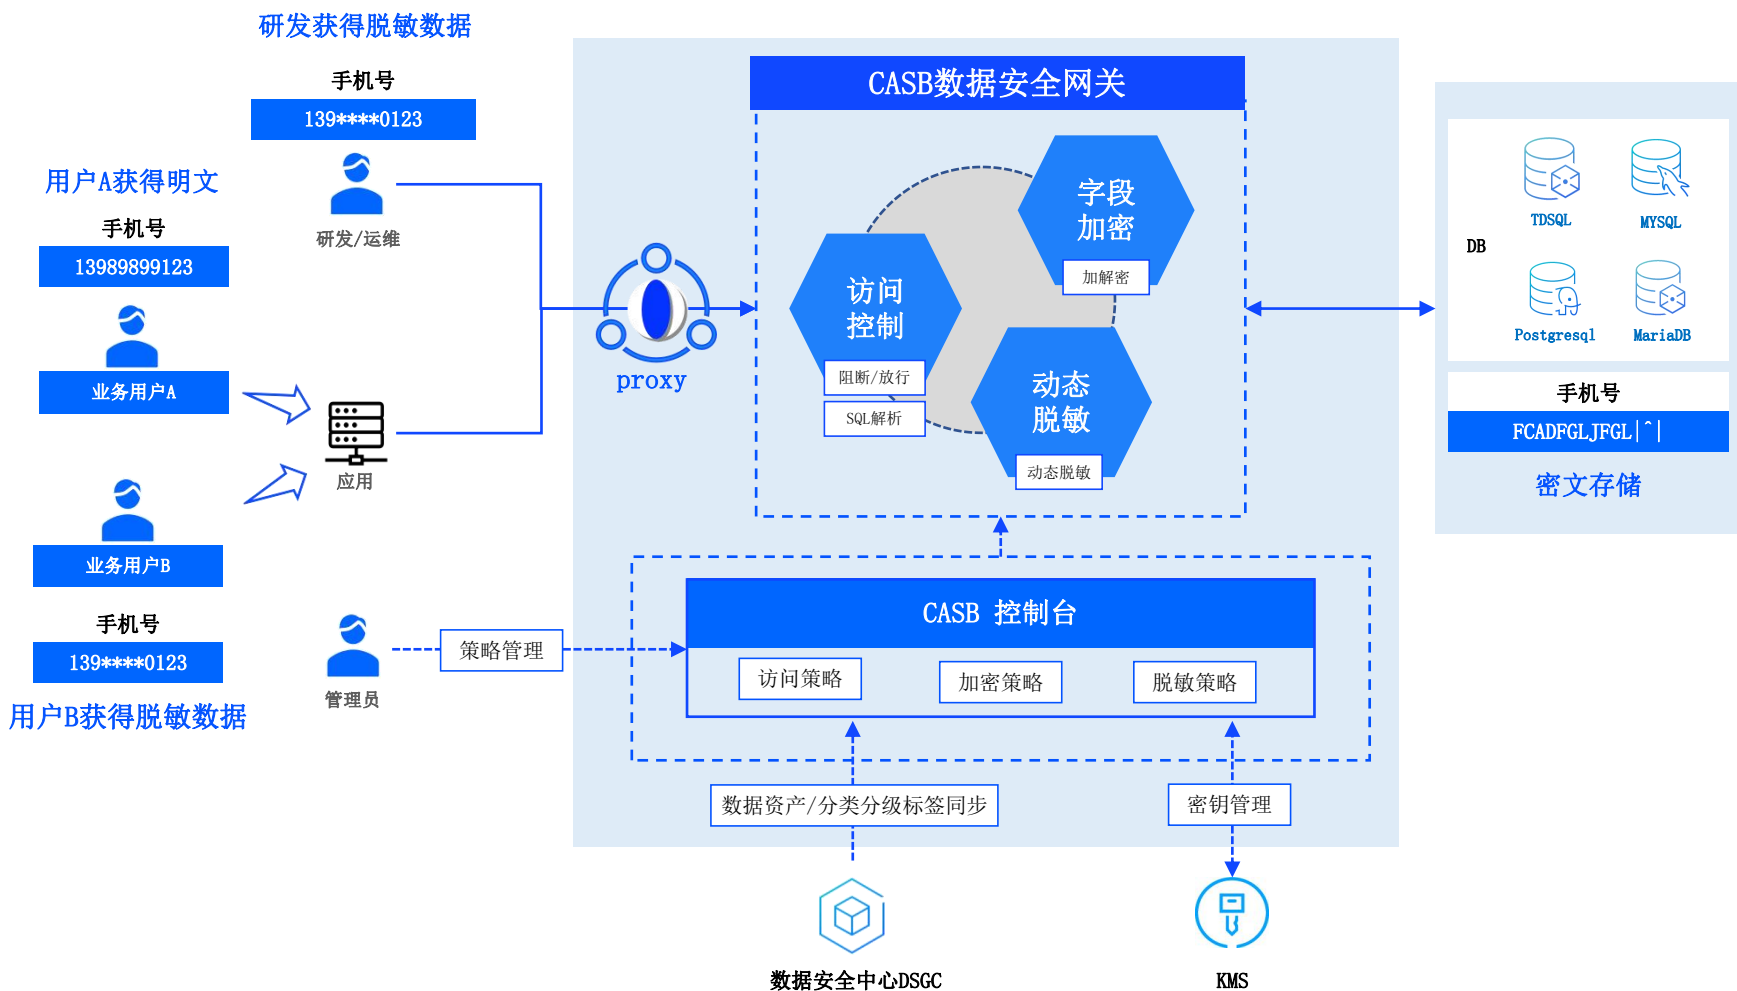 研发获得脱敏数据
手机号
139****0123
研发/运维
用户A获得明文
手机号
13989899123
业务用户A
应用
业务用户B
手机号
139****0123
用户B获得脱敏数据
管理员
策略管理
proxy
CASB数据安全网关
字段
加密
加解密
访问
控制
阻断/放行
SQL解析
动态
脱敏
动态脱敏
CASB 控制台
访问策略
加密策略
脱敏策略
数据资产/分类分级标签同步
密钥管理
数据安全中心DSGC
KMS
TDSQL
MYSQL
DB
Postgresql
MariaDB
手机号
FCADFGLJFGL|ˆ|
密文存储